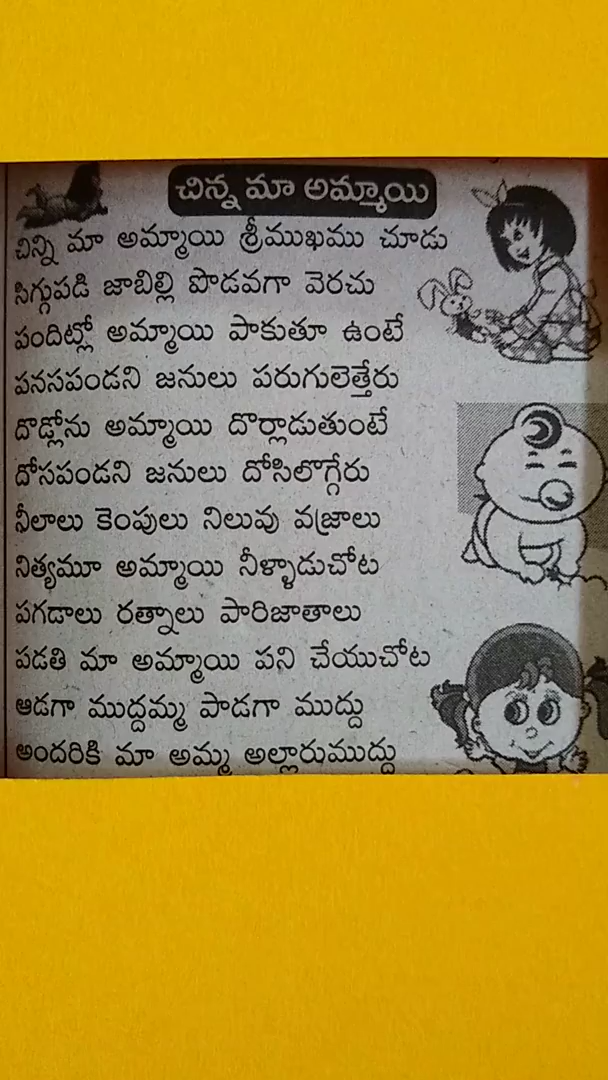 చిన్న మా అమ్మాయి
చిన్ని మా అమ్మాయి శ్రీముఖము చూడు
సిగ్గుపడి జాబిల్లి పొడవగా వెరచు
పందిట్లో అమ్మాయి పాకుతూ ఉంటే
పనసపండని జనులు పరుగులెత్తేరు
దొడ్లోను అమ్మాయి దొర్లాడుతుంటే
దోసపండని జనులు దోసిలొగ్గేరు
నీలాలు కెంపులు నిలువు వజ్రాలు
నిత్యమూ అమ్మాయి నీళ్ళాడుచోట
పగడాలు రత్నాలు పారిజాతాలు
పడతి మా అమ్మాయి పని చేయుచోట
ఆడగా ముద్దమ్మ పాడగా ముద్దు
అందరికి మా అమ్మ అల్లారుముద్దు